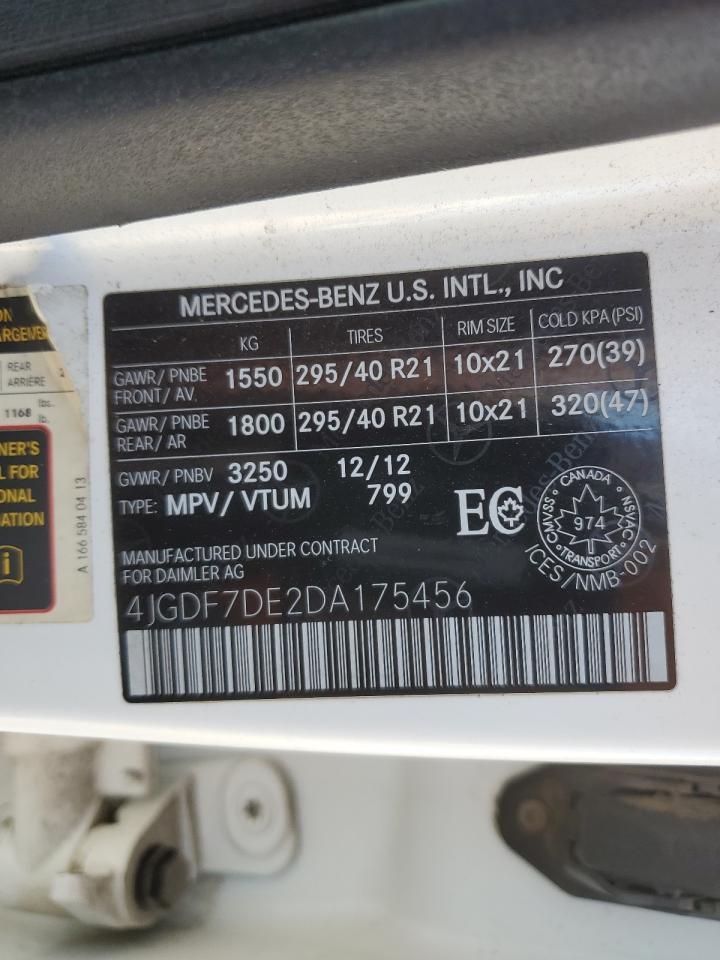 MERCEDES-BENZ U.S. INTL., INC
KG TIRES RIM SIZE COLD KPA(PSI)
GAWR/ PNBE FRONT/ AV. 1550 295/40 R21 10x21 270(39)
GAWR/ PNBE REAR/ AR 1800 295/40 R21 10x21 320(47)
GVWR/ PNBV 3250 12/12
TYPE: MPV/ VTUM 799
EC
CANADA
CMVSS NSVAC
974
TRANSPORT
ICES/NMB-002
MANUFACTURED UNDER CONTRACT
FOR DAIMLER AG
4JGDF7DE2DA175456
REAR
ARRIÈRE
1168 lbs.
lb.
A 166 584 04 13